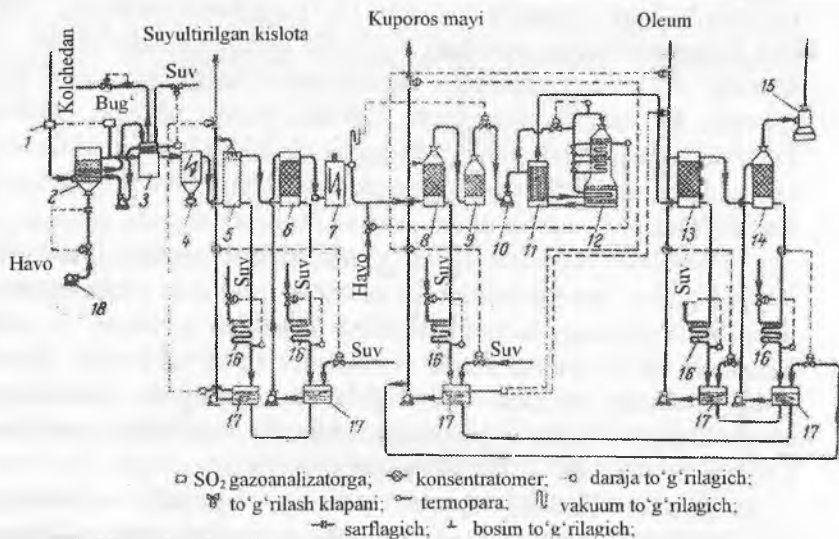 Kuporos mayi Oleum
Suyultirilgan kislota
Kolchedan
Suv
Bug‘
15
1
2
3
4
5
6
7
8
9
10
11
12
13
14
Havo
18
Suv
Suv
Havo
Suv
Suv
Suv
16
16
16
16
16
Suv
Suv
17
17
17
17
17
SO₂ gazoanalizatorga; konsentratomer; daraja to‘g‘rilagich;
to‘g‘rilash klapani; termopara; vakuum to‘g‘rilagich;
sarflagich; bosim to‘g‘rilagich;